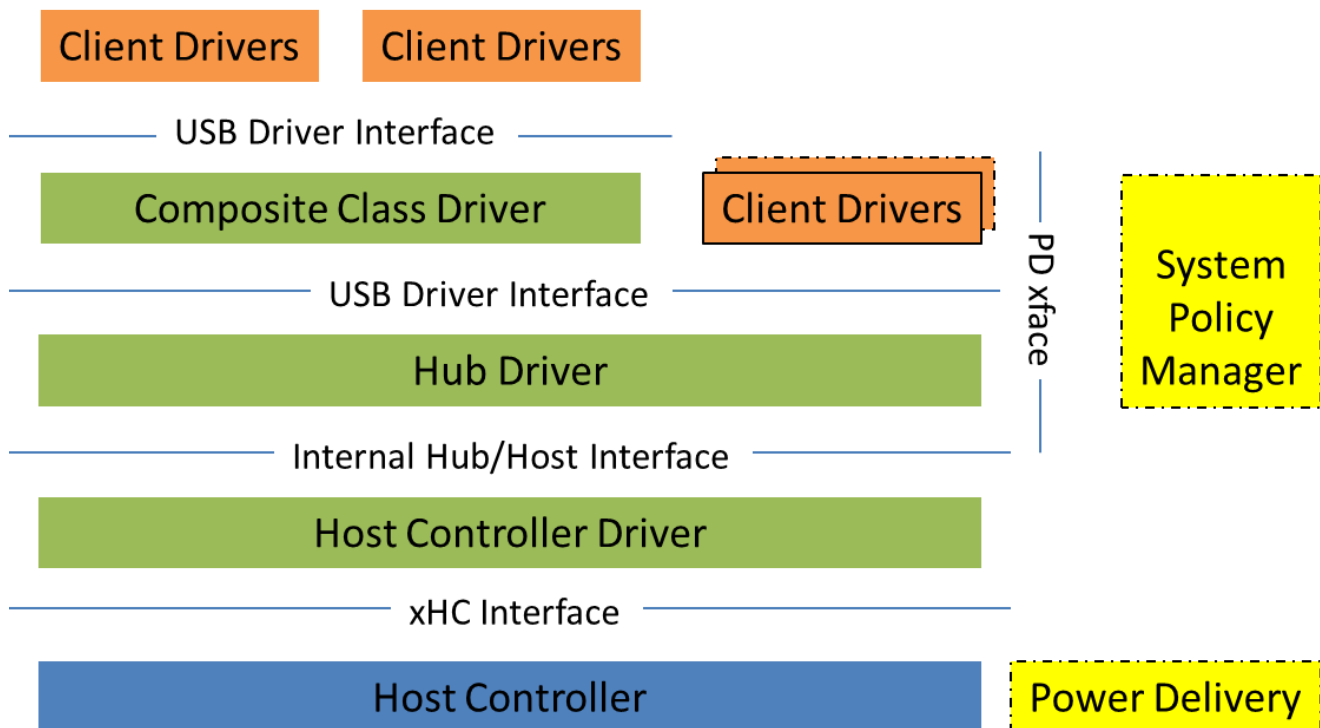 Client Drivers
Client Drivers
USB Driver Interface
Composite Class Driver
Client Drivers
USB Driver Interface
PD xface
System
Policy
Manager
Hub Driver
Internal Hub/Host Interface
Host Controller Driver
xHC Interface
Host Controller
Power Delivery